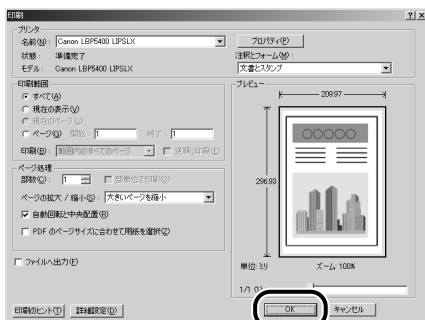 印刷
プリンタ
名前(N): Canon LBP5400 LIPSLX
プロパティ(P)
状態: 準備完了
注釈とフォーム(M):
モデル: Canon LBP5400 LIPSLX
文書とスタンプ
印刷範囲
すべて(A)
現在の表示(V)
現在のページ(U)
ページ(G) 開始: 1 終了: 1
印刷(B): 範囲内のすべてのページ 逆順に印刷(E)
ページ処理
部数(C): 1 部単位で印刷(O)
ページの拡大 / 縮小(S): 大きいページを縮小
自動回転と中央配置(R)
PDF のページサイズに合わせて用紙を選択(Z)
ファイルへ出力(F)
プレビュー
209.97
296.93
単位: ミリ ズーム: 100%
1/1 (1)
印刷のヒント(T) 詳細設定(D) OK キャンセル